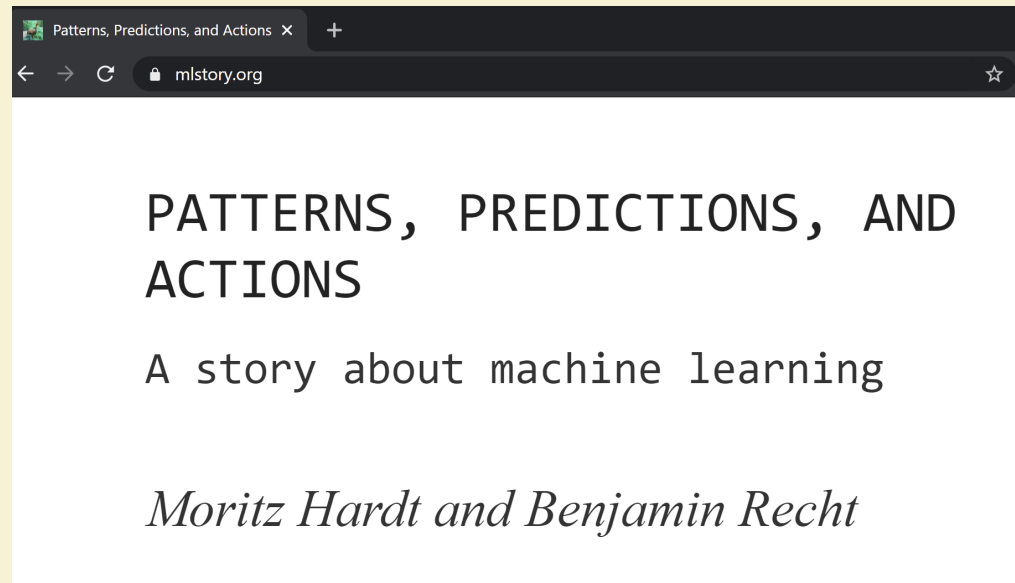 Patterns, Predictions, and Actions
mlstory.org
PATTERNS, PREDICTIONS, AND
ACTIONS
A story about machine learning
Moritz Hardt and Benjamin Recht